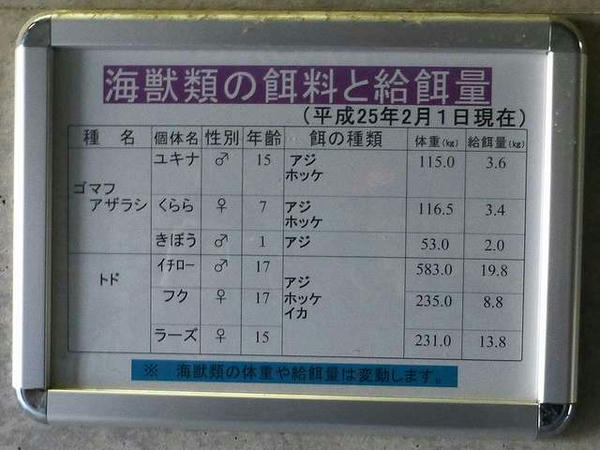 海獣類の餌料と給餌量
(平成25年2月1日現在)
種 名 個体名 性別 年齢 餌の種類 体重(kg) 給餌量(kg)
ゴマフ
アザラシ
ユキナ ♂ 15 アジ 115.0 3.6
ホッケ
くらら ♀ 7 アジ 116.5 3.4
ホッケ
きぼう ♂ 1 アジ 53.0 2.0
トド
イチロー ♂ 17 583.0 19.8
アジ
フク ♀ 17 ホッケ 235.0 8.8
イカ
ラーズ ♀ 15 231.0 13.8
※ 海獣類の体重や給餌量は変動します。